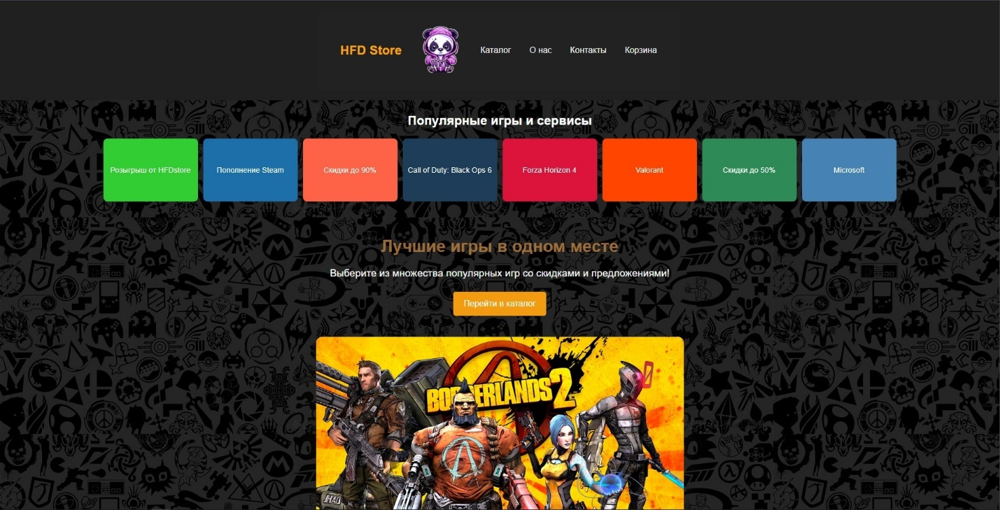 HFD Store
HFD
Каталог
О нас
Контакты
Корзина
Популярные игры и сервисы
Розыгрыш от HFDstore
Пополнение Steam
Скидки до 90%
Call of Duty: Black Ops 6
Forza Horizon 4
Valorant
Скидки до 50%
Microsoft
Лучшие игры в одном месте
Выберите из множества популярных игр со скидками и предложениями!
Перейти в каталог
BORDERLANDS 2